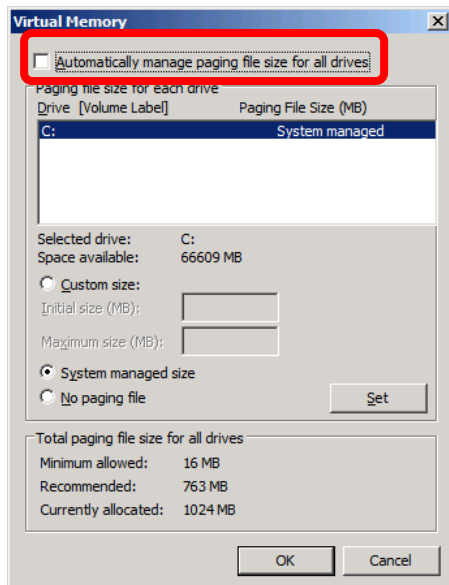 Virtual Memory
Automatically manage paging file size for all drives
Paging file size for each drive
Drive [Volume Label] Paging File Size (MB)
C: System managed
Selected drive: C:
Space available: 66609 MB
Custom size:
Initial size (MB):
Maximum size (MB):
System managed size
No paging file Set
Total paging file size for all drives
Minimum allowed: 16 MB
Recommended: 763 MB
Currently allocated: 1024 MB
OK Cancel